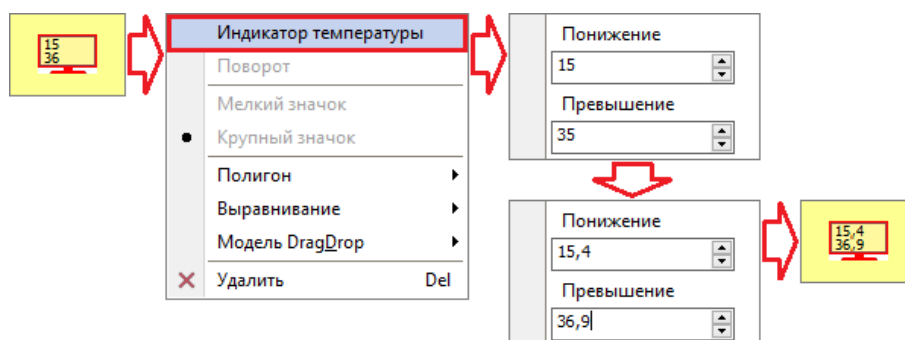 15
36
Индикатор температуры
Поворот
Мелкий значок
Крупный значок
Полигон
Выравнивание
Модель DragDrop
Удалить Del
Понижение
15
Превышение
35
Понижение
15,4
Превышение
36,9
15,4
36,9